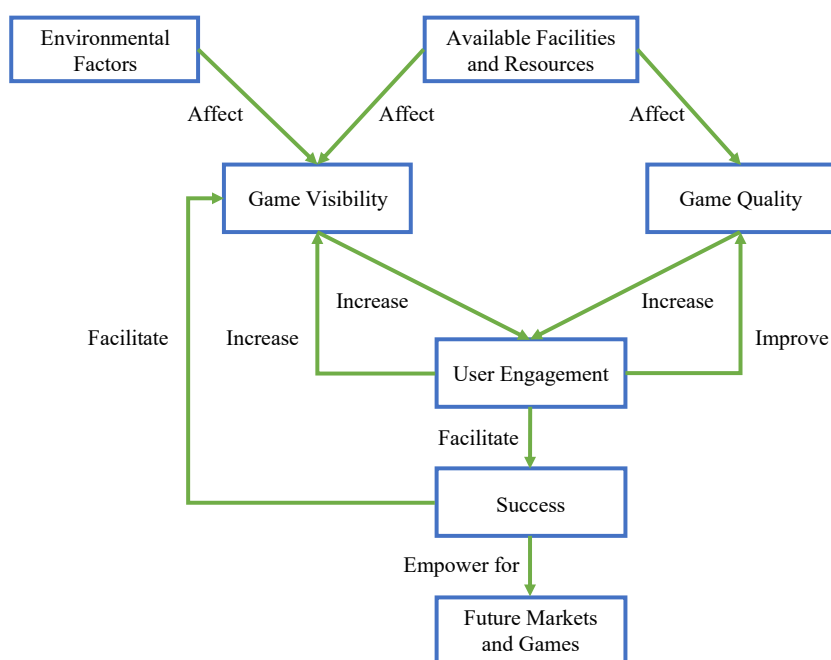 Environmental
Factors
Available Facilities
and Resources
Affect
Affect
Affect
Game Visibility
Game Quality
Increase
Increase
Facilitate
Increase
Improve
User Engagement
Facilitate
Success
Empower for
Future Markets
and Games